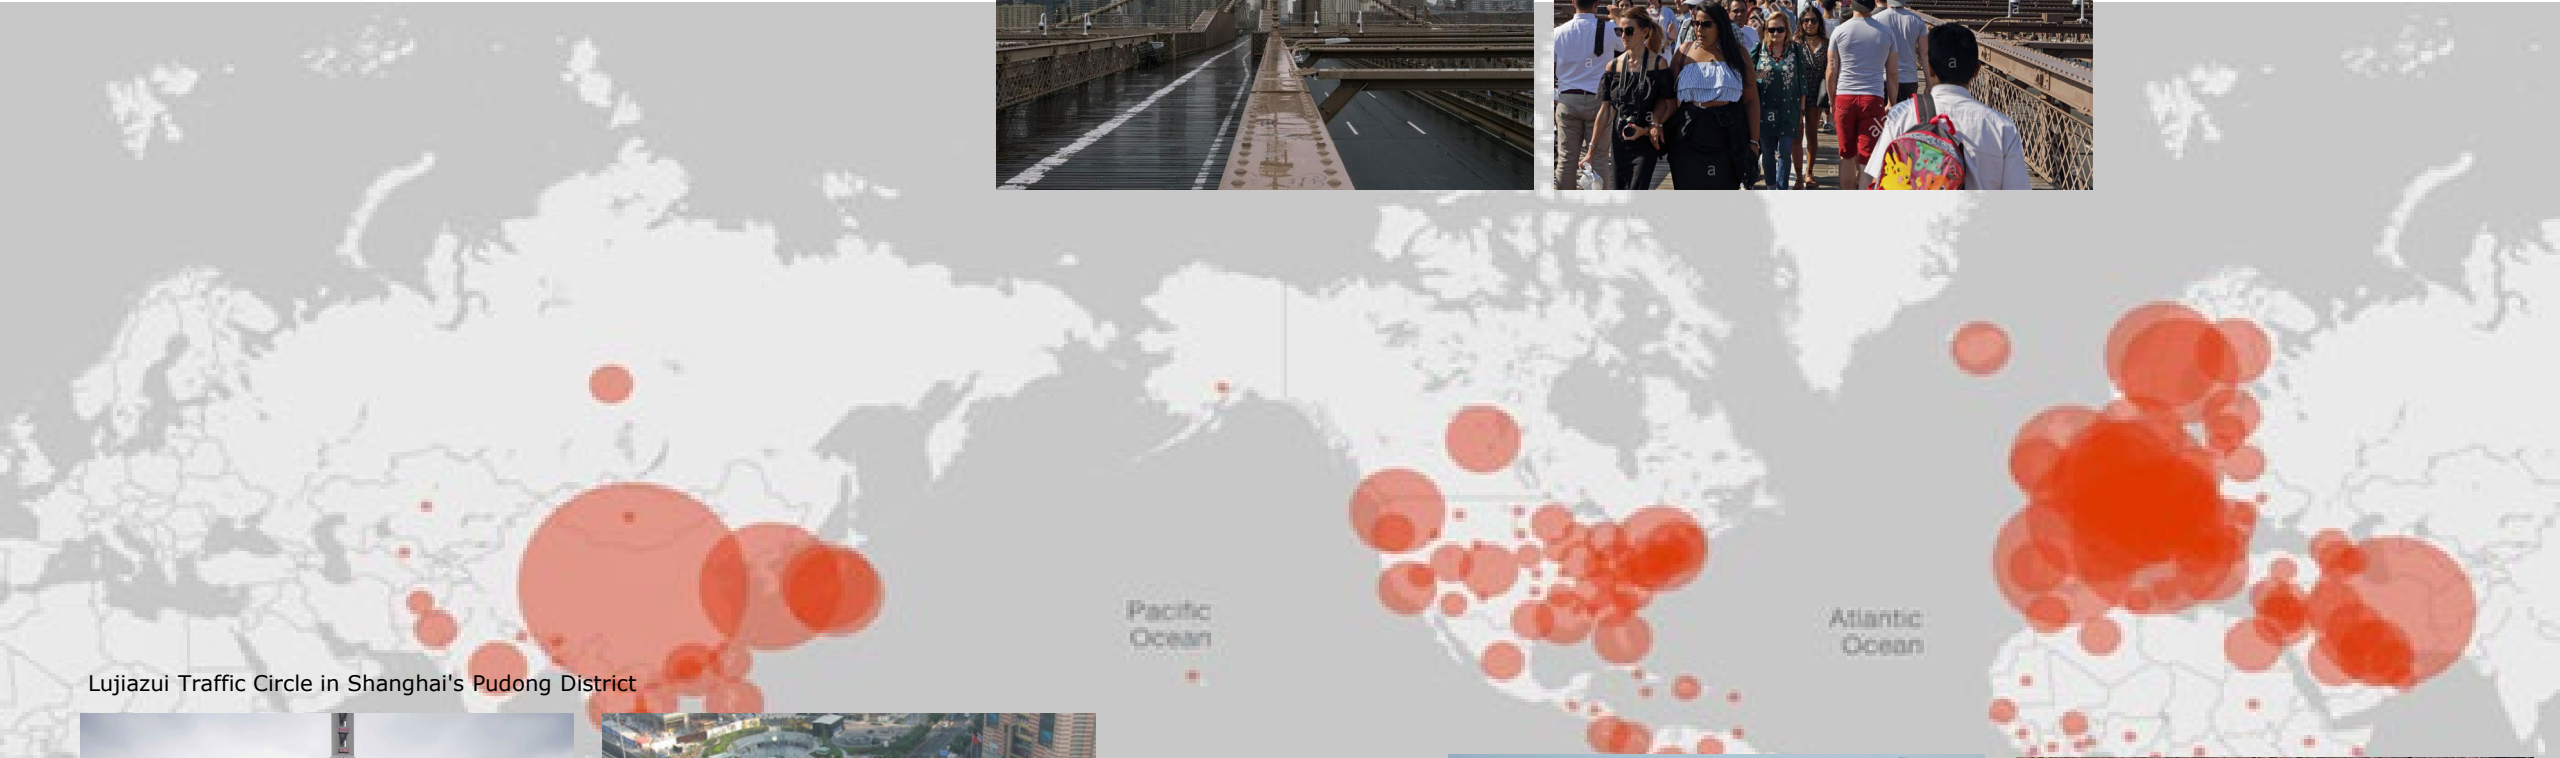 a
a
a
a
a
a
a
Pacific
Ocean
Atlantic
Ocean
Lujiazui Traffic Circle in Shanghai's Pudong District